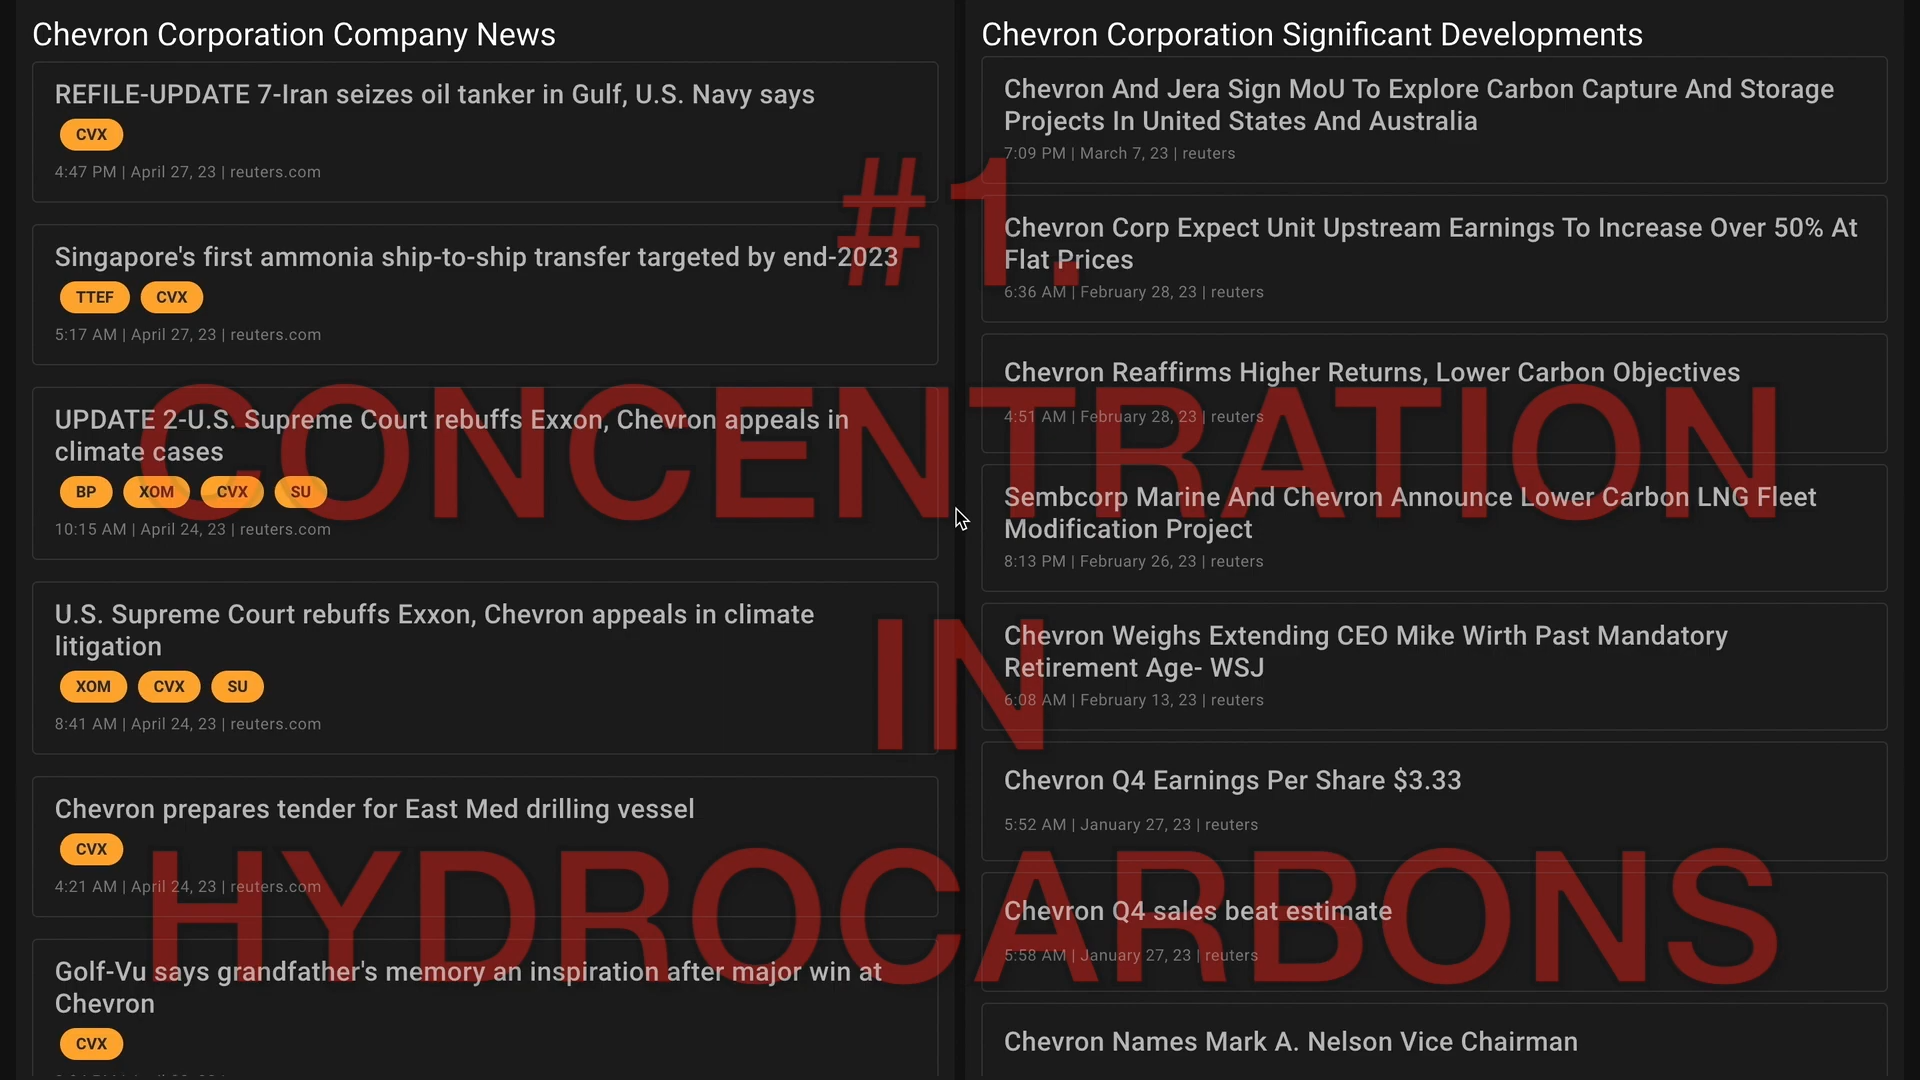 Chevron Corporation Company News
REFILE-UPDATE 7-Iran seizes oil tanker in Gulf, U.S. Navy says
CVX
4:47 PM | April 27, 23 | reuters.com
Singapore's first ammonia ship-to-ship transfer targeted by end-2023
TTEF CVX
5:17 AM | April 27, 23 | reuters.com
UPDATE 2-U.S. Supreme Court rebuffs Exxon, Chevron appeals in
climate cases
BP XOM CVX SU
10:15 AM | April 24, 23 | reuters.com
U.S. Supreme Court rebuffs Exxon, Chevron appeals in climate
litigation
XOM CVX SU
8:41 AM | April 24, 23 | reuters.com
Chevron prepares tender for East Med drilling vessel
CVX
4:21 AM | April 24, 23 | reuters.com
Golf-Vu says grandfather's memory an inspiration after major win at
Chevron
CVX
Chevron Corporation Significant Developments
Chevron And Jera Sign MoU To Explore Carbon Capture And Storage
Projects In United States And Australia
7:09 PM | March 7, 23 | reuters
Chevron Corp Expect Unit Upstream Earnings To Increase Over 50% At
Flat Prices
6:36 AM | February 28, 23 | reuters
Chevron Reaffirms Higher Returns, Lower Carbon Objectives
4:51 AM | February 28, 23 | reuters
Sembcorp Marine And Chevron Announce Lower Carbon LNG Fleet
Modification Project
8:13 PM | February 26, 23 | reuters
Chevron Weighs Extending CEO Mike Wirth Past Mandatory
Retirement Age- WSJ
6:08 AM | February 13, 23 | reuters
Chevron Q4 Earnings Per Share $3.33
5:52 AM | January 27, 23 | reuters
Chevron Q4 sales beat estimate
5:58 AM | January 27, 23 | reuters
Chevron Names Mark A. Nelson Vice Chairman
#1.
CONCENTRATION
IN
HYDROCARBONS